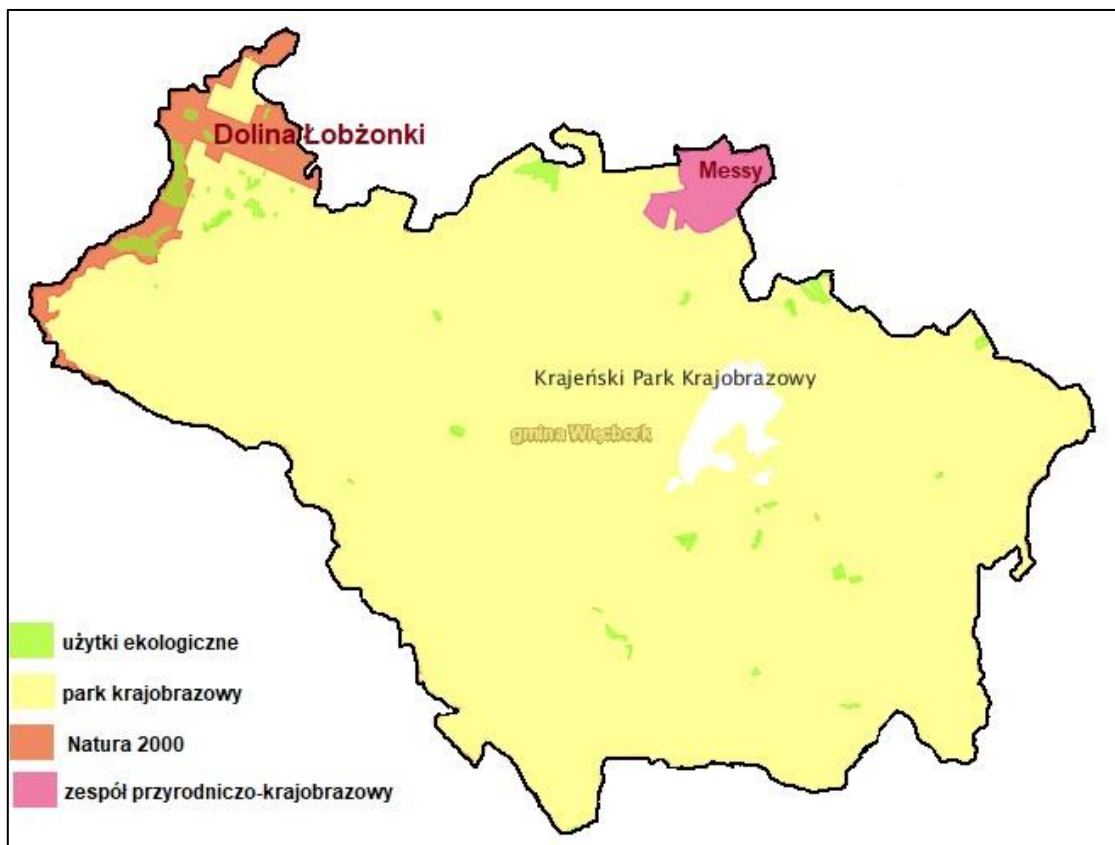 Dolina Łobżonki
Messy
Krajeński Park Krajobrazowy
gmina Więcbork
użytki ekologiczne
park krajobrazowy
Natura 2000
zespół przyrodniczo-krajobrazowy